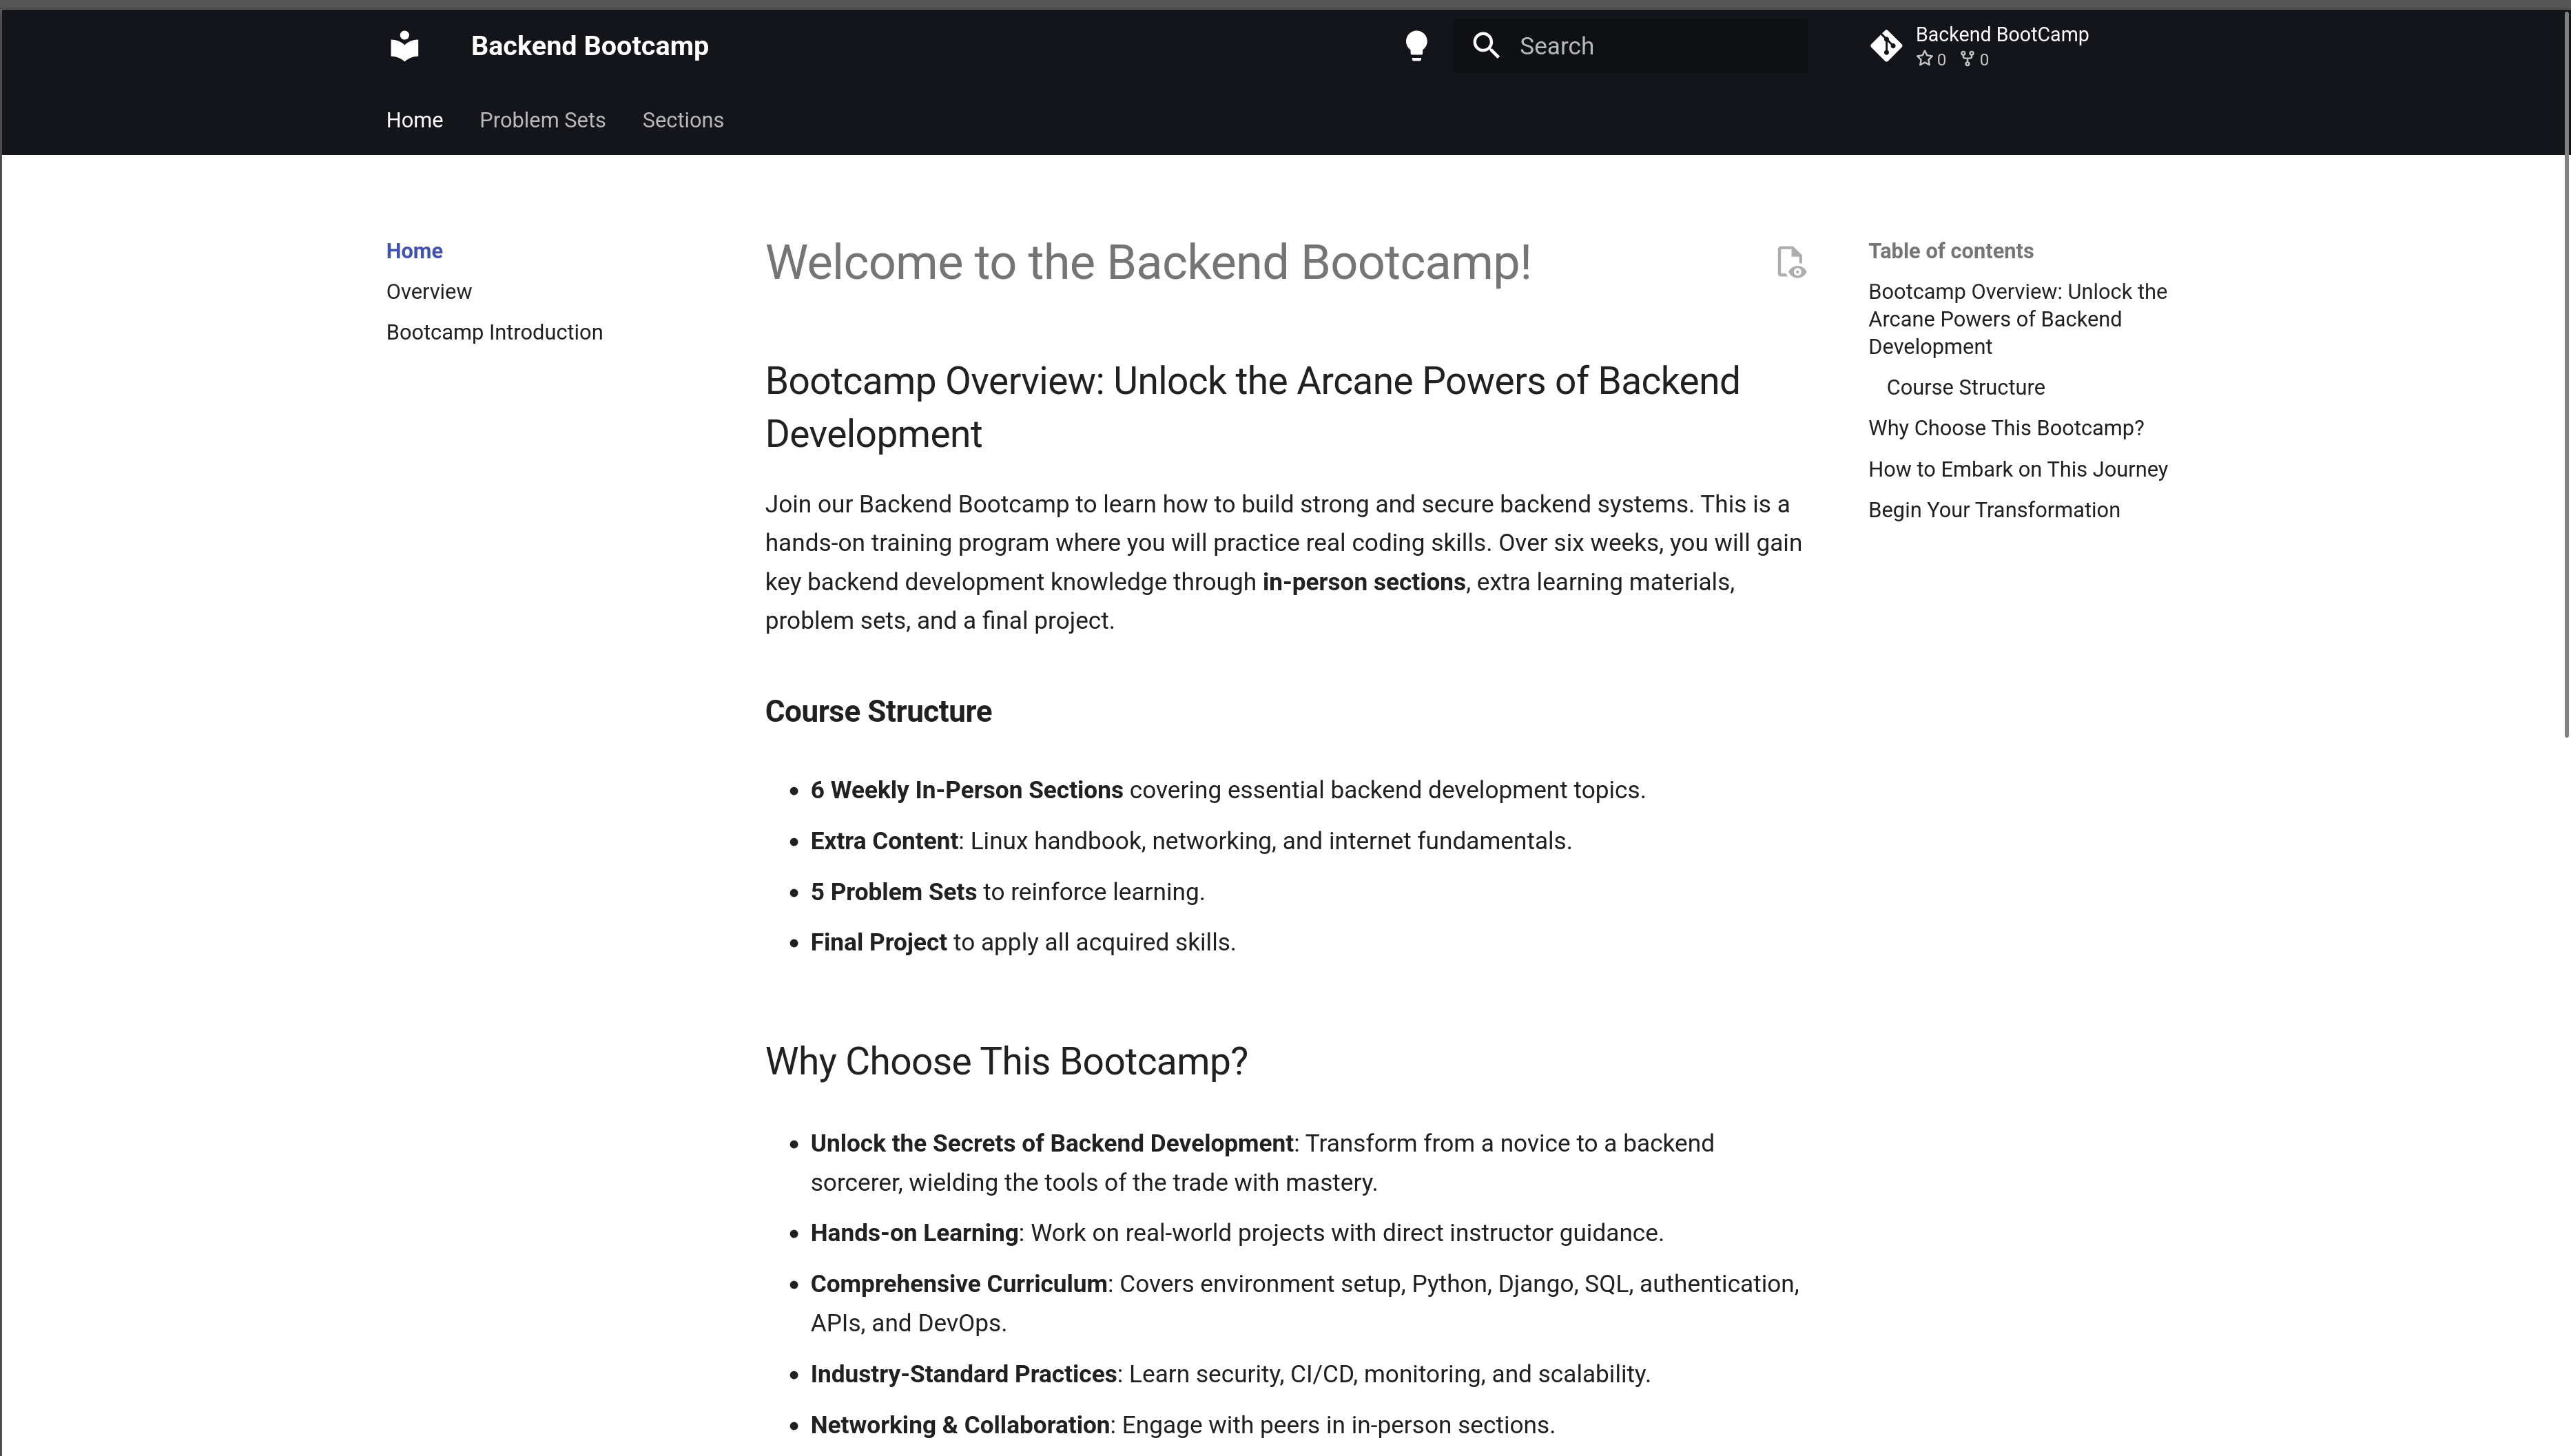 Backend Bootcamp
Search
Backend BootCamp
0 0
Home Problem Sets Sections
Home
Overview
Bootcamp Introduction
Welcome to the Backend Bootcamp!
Bootcamp Overview: Unlock the Arcane Powers of Backend
Development
Join our Backend Bootcamp to learn how to build strong and secure backend systems. This is a
hands-on training program where you will practice real coding skills. Over six weeks, you will gain
key backend development knowledge through in-person sections, extra learning materials,
problem sets, and a final project.
Course Structure
• 6 Weekly In-Person Sections covering essential backend development topics.
• Extra Content: Linux handbook, networking, and internet fundamentals.
• 5 Problem Sets to reinforce learning.
• Final Project to apply all acquired skills.
Why Choose This Bootcamp?
• Unlock the Secrets of Backend Development: Transform from a novice to a backend
sorcerer, wielding the tools of the trade with mastery.
• Hands-on Learning: Work on real-world projects with direct instructor guidance.
• Comprehensive Curriculum: Covers environment setup, Python, Django, SQL, authentication,
APIs, and DevOps.
• Industry-Standard Practices: Learn security, CI/CD, monitoring, and scalability.
• Networking & Collaboration: Engage with peers in in-person sections.
Table of contents
Bootcamp Overview: Unlock the
Arcane Powers of Backend
Development
Course Structure
Why Choose This Bootcamp?
How to Embark on This Journey
Begin Your Transformation